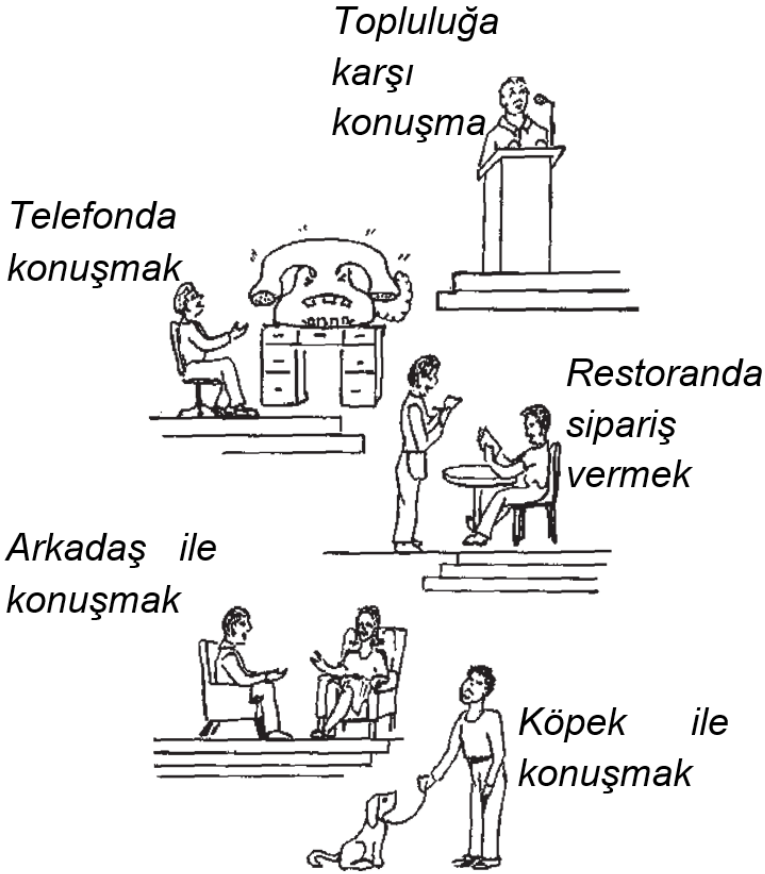 Topluluğa
karşı
konuşma
Telefonda
konuşmak
Restoranda
sipariş
vermek
Arkadaş ile
konuşmak
Köpek ile
konuşmak